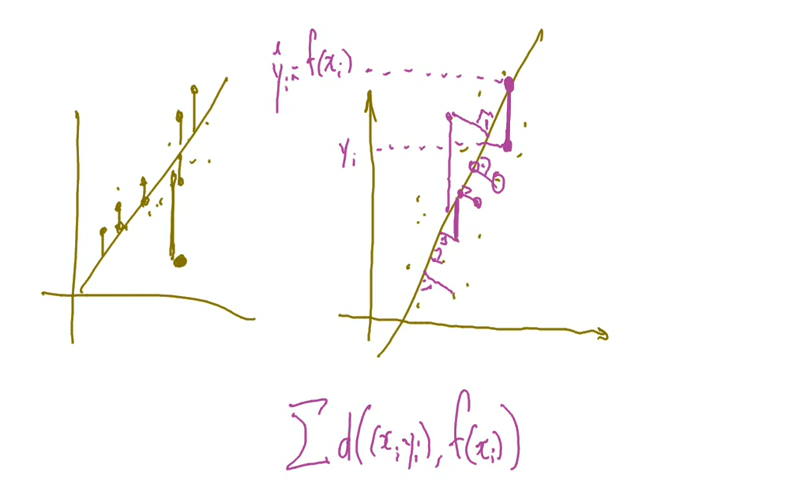 ŷᵢ = f(xᵢ)
yᵢ
Σ d((xᵢ yᵢ), f(xᵢ))